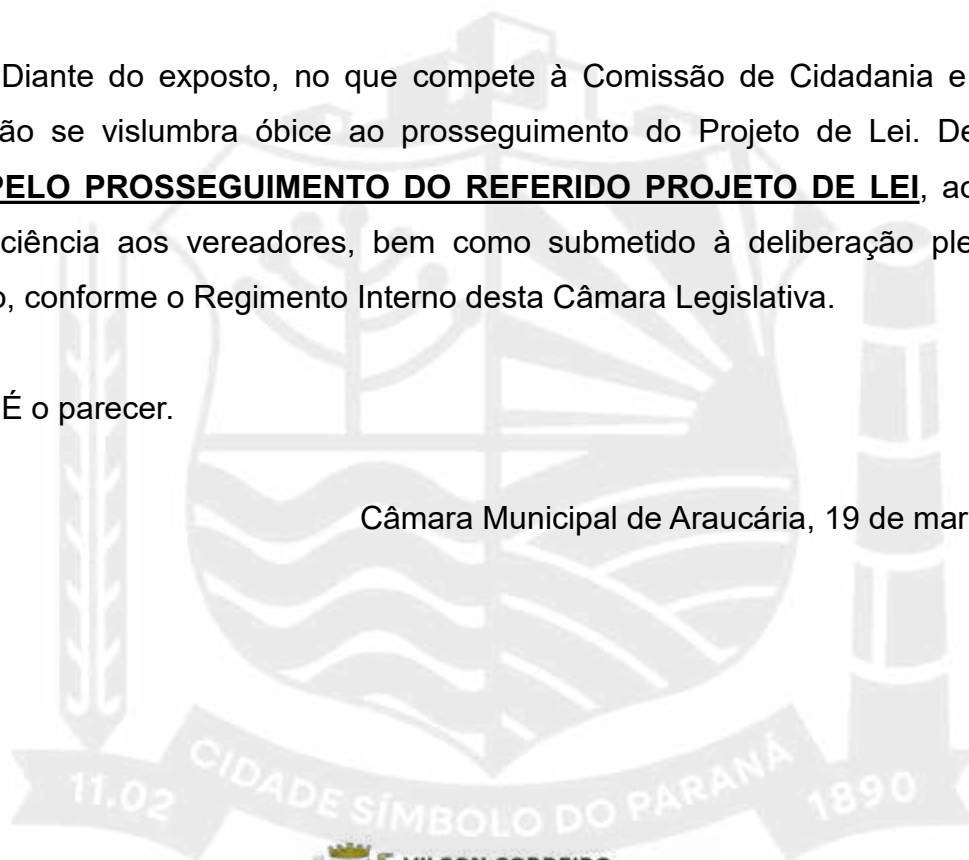 Diante do exposto, no que compete à Comissão de Cidadania e
ão se vislumbra óbice ao prosseguimento do Projeto de Lei. De
PELO PROSSEGUIMENTO DO REFERIDO PROJETO DE LEI, ao
ciência aos vereadores, bem como submetido à deliberação ple
o, conforme o Regimento Interno desta Câmara Legislativa.
É o parecer.
Câmara Municipal de Araucária, 19 de mar
11.02 CIDADE SÍMBOLO DO PARANÁ 1890